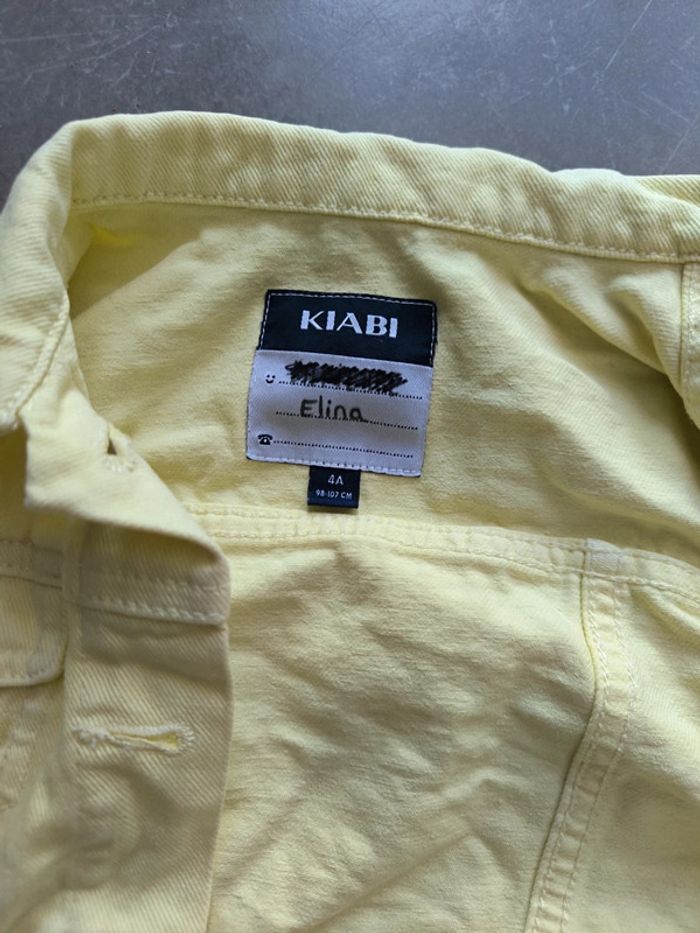 KIABI
Elina
4A
98-107 CM